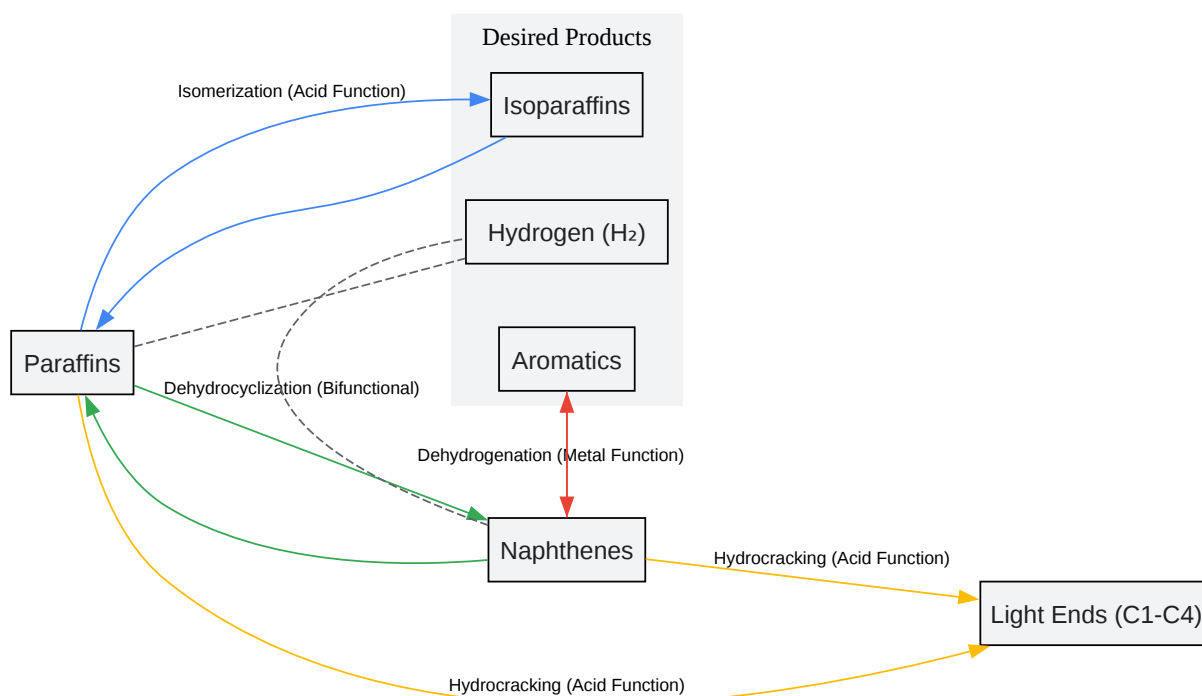 Desired Products
Isomerization (Acid Function)
Isoparaffins
Hydrogen (H₂)
Aromatics
Paraffins
Dehydrocyclization (Bifunctional)
Dehydrogenation (Metal Function)
Naphthenes
Hydrocracking (Acid Function)
Light Ends (C1-C4)
Hydrocracking (Acid Function)